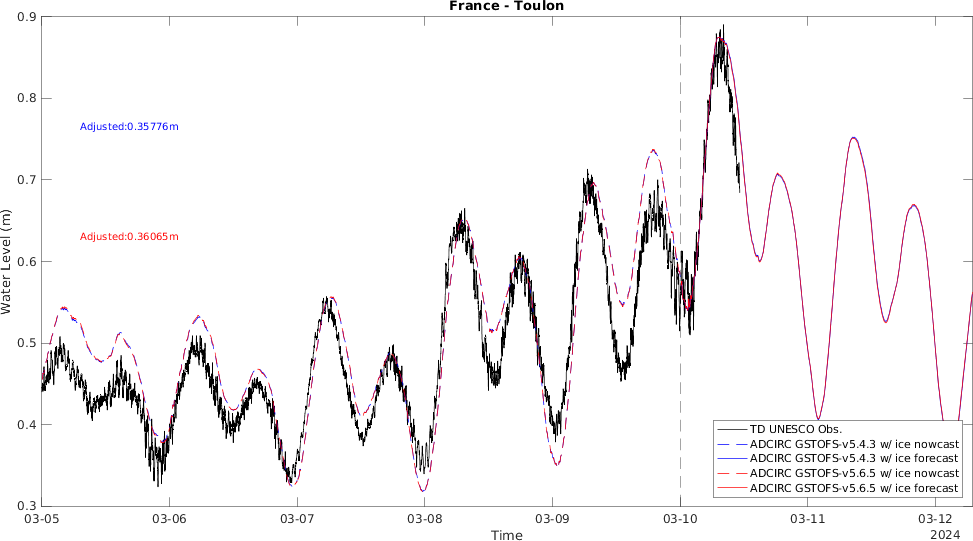 France - Toulon
Water Level (m)
0.9
0.8
0.7
0.6
0.5
0.4
0.3
Adjusted:0.35776m
Adjusted:0.36065m
TD UNESCO Obs.
ADCIRC GSTOFS-v5.4.3 w/ ice nowcast
ADCIRC GSTOFS-v5.4.3 w/ ice forecast
ADCIRC GSTOFS-v5.6.5 w/ ice nowcast
ADCIRC GSTOFS-v5.6.5 w/ ice forecast
03-05 03-06 03-07 03-08 03-09 03-10 03-11 03-12
2024
Time